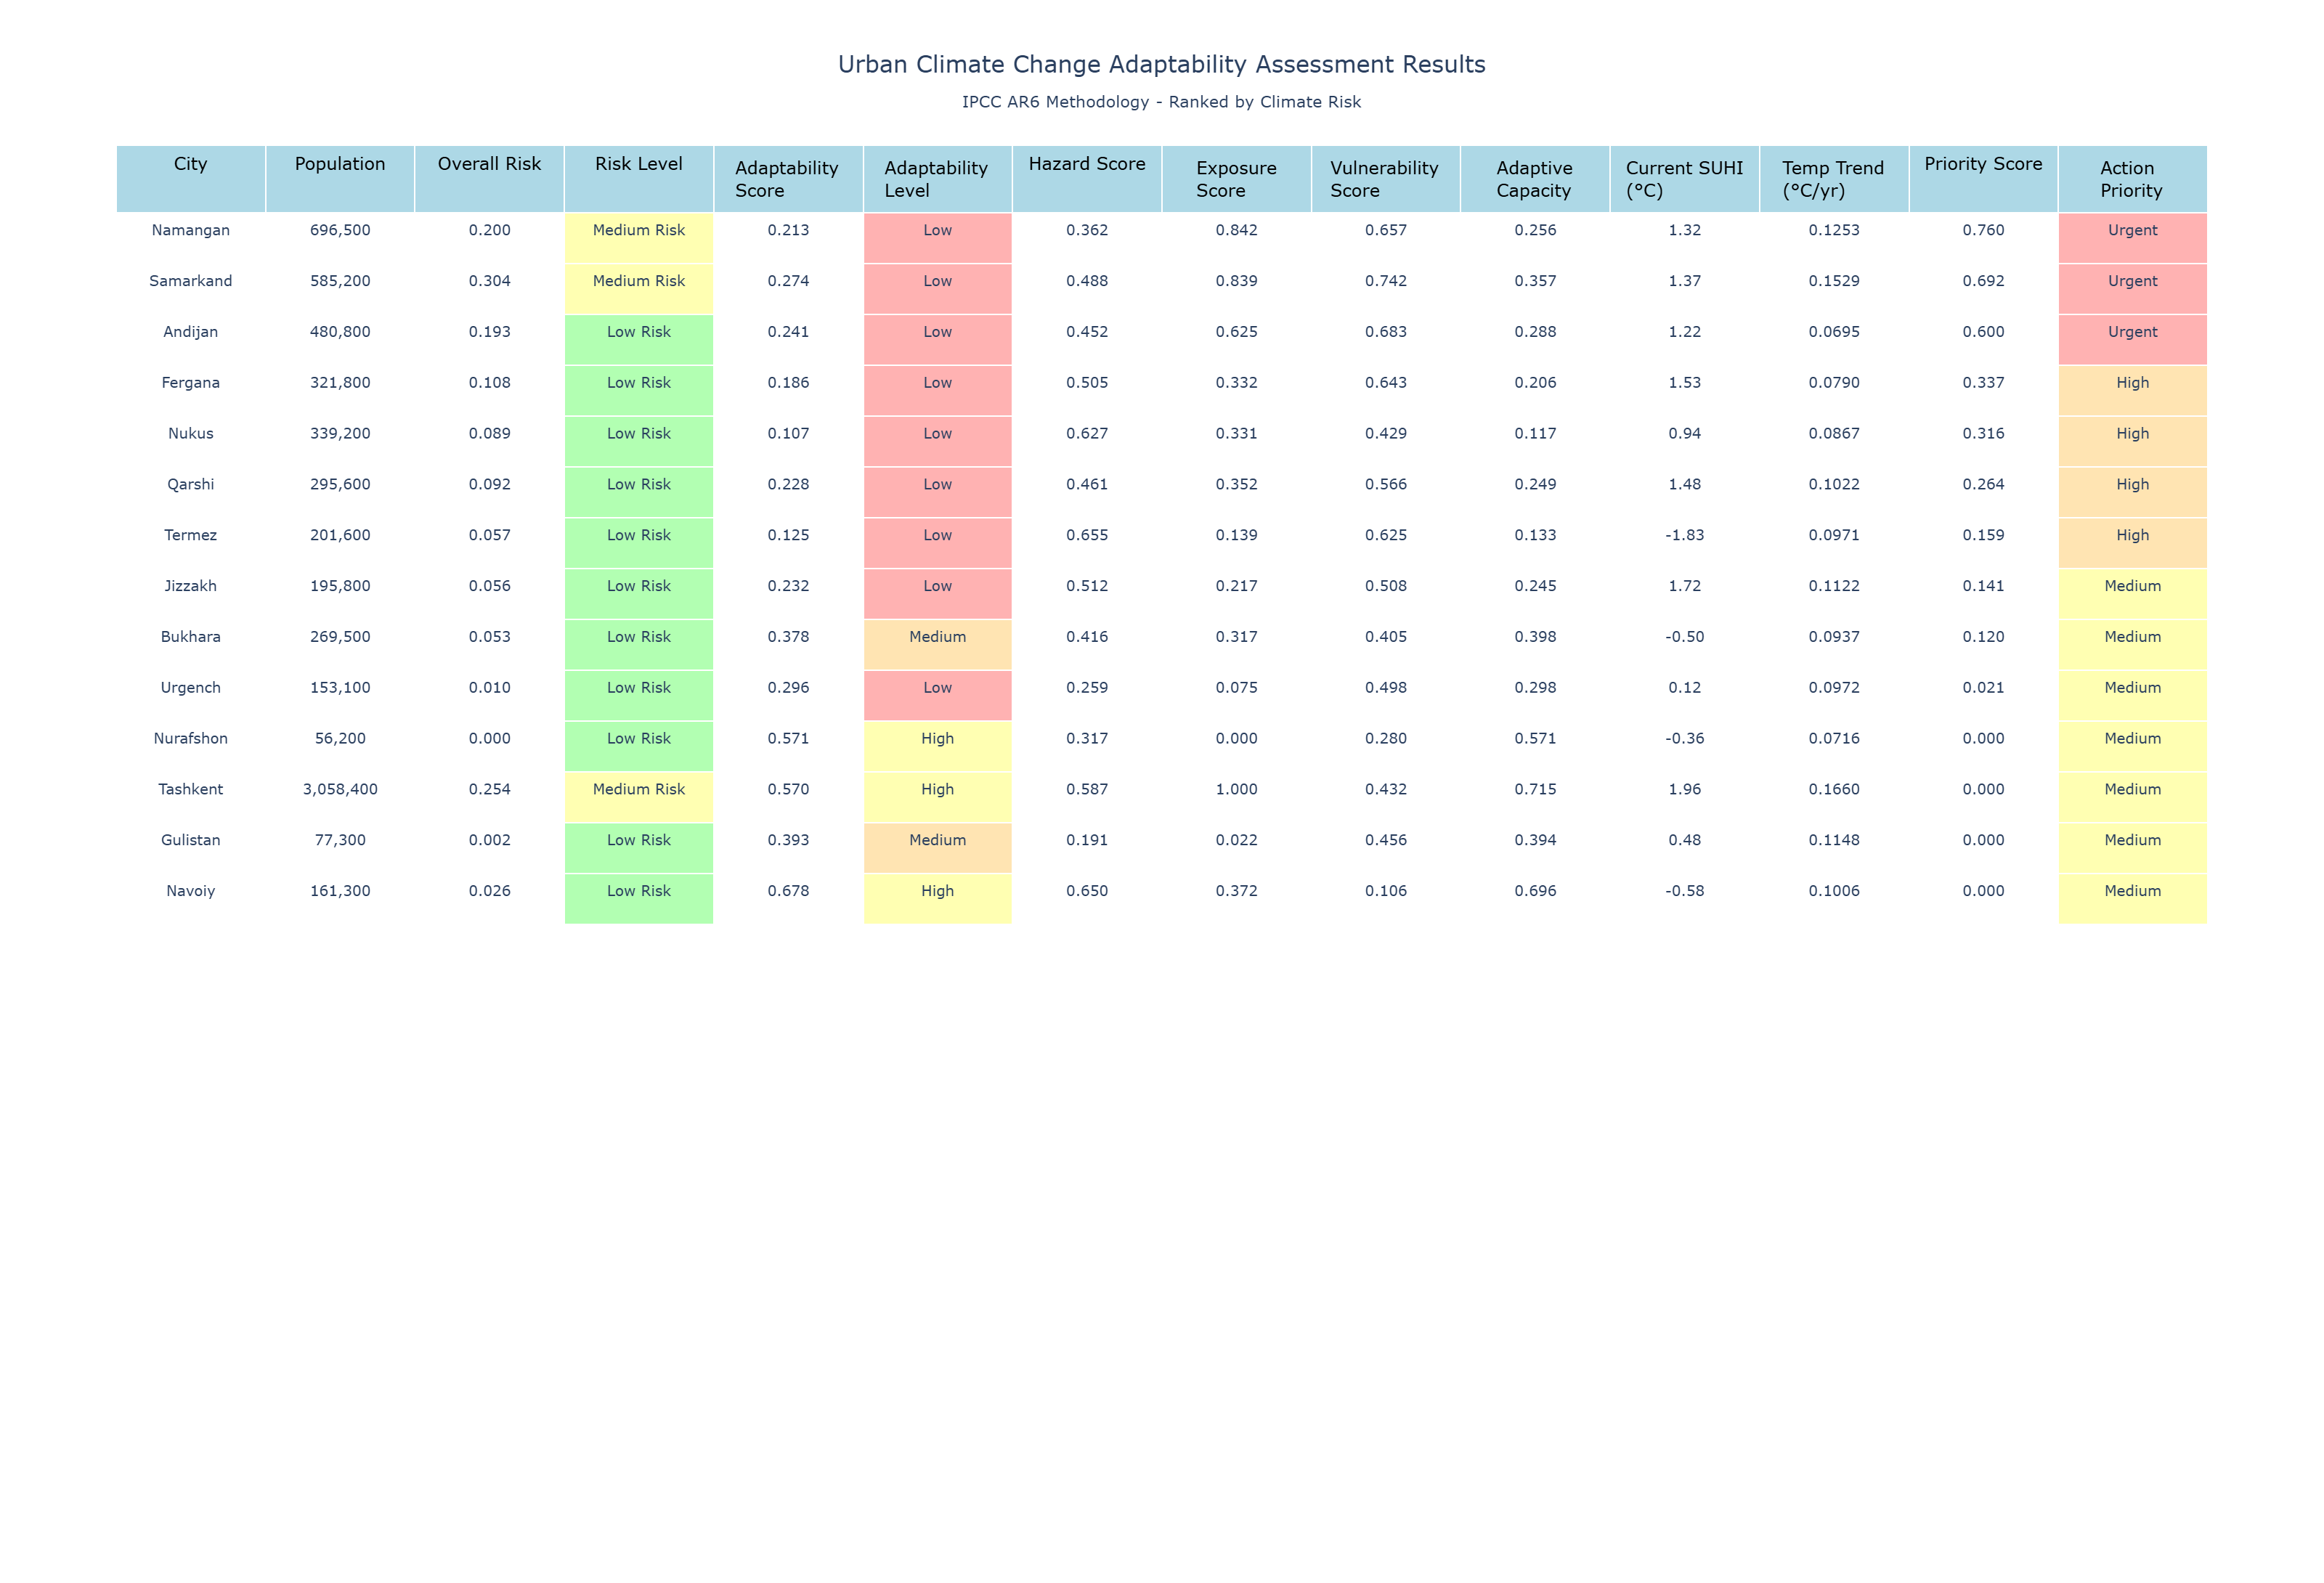 Urban Climate Change Adaptability Assessment Results
IPCC AR6 Methodology - Ranked by Climate Risk
City Population Overall Risk Risk Level Adaptability Score Adaptability Level Hazard Score Exposure Score Vulnerability Score Adaptive Capacity Current SUHI (°C) Temp Trend (°C/yr) Priority Score Action Priority
Namangan 696,500 0.200 Medium Risk 0.213 Low 0.362 0.842 0.657 0.256 1.32 0.1253 0.760 Urgent
Samarkand 585,200 0.304 Medium Risk 0.274 Low 0.488 0.839 0.742 0.357 1.37 0.1529 0.692 Urgent
Andijan 480,800 0.193 Low Risk 0.241 Low 0.452 0.625 0.683 0.288 1.22 0.0695 0.600 Urgent
Fergana 321,800 0.108 Low Risk 0.186 Low 0.505 0.332 0.643 0.206 1.53 0.0790 0.337 High
Nukus 339,200 0.089 Low Risk 0.107 Low 0.627 0.331 0.429 0.117 0.94 0.0867 0.316 High
Qarshi 295,600 0.092 Low Risk 0.228 Low 0.461 0.352 0.566 0.249 1.48 0.1022 0.264 High
Termez 201,600 0.057 Low Risk 0.125 Low 0.655 0.139 0.625 0.133 -1.83 0.0971 0.159 High
Jizzakh 195,800 0.056 Low Risk 0.232 Low 0.512 0.217 0.508 0.245 1.72 0.1122 0.141 Medium
Bukhara 269,500 0.053 Low Risk 0.378 Medium 0.416 0.317 0.405 0.398 -0.50 0.0937 0.120 Medium
Urgench 153,100 0.010 Low Risk 0.296 Low 0.259 0.075 0.498 0.298 0.12 0.0972 0.021 Medium
Nurafshon 56,200 0.000 Low Risk 0.571 High 0.317 0.000 0.280 0.571 -0.36 0.0716 0.000 Medium
Tashkent 3,058,400 0.254 Medium Risk 0.570 High 0.587 1.000 0.432 0.715 1.96 0.1660 0.000 Medium
Gulistan 77,300 0.002 Low Risk 0.393 Medium 0.191 0.022 0.456 0.394 0.48 0.1148 0.000 Medium
Navoiy 161,300 0.026 Low Risk 0.678 High 0.650 0.372 0.106 0.696 -0.58 0.1006 0.000 Medium